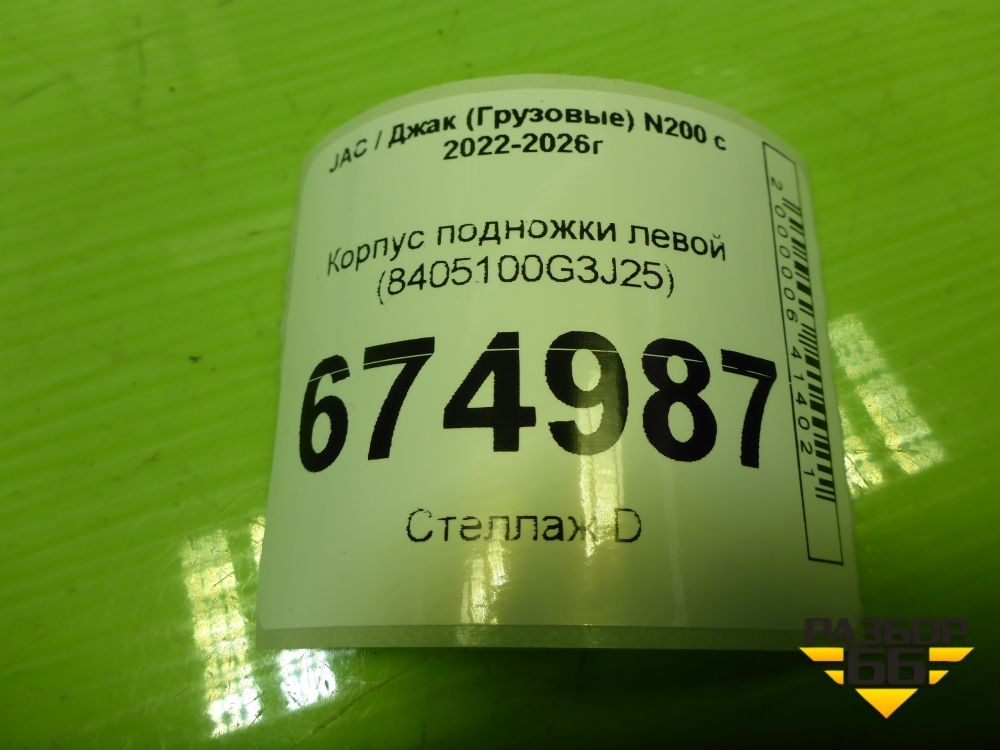 JAC / Джак (Грузовые) N200 с
2022-2026г
Корпус подножки левой
(8405100G3J25)
674987
Стеллаж D
2000006414021
РАЗБОР
66